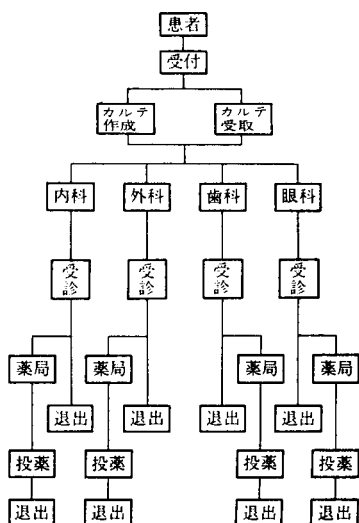 患者
受付
カルテ
作成
カルテ
受取
内科
外科
歯科
眼科
受
診
受
診
受
診
受
診
薬局
薬局
薬局
薬局
退出
退出
退出
退出
投薬
投薬
投薬
投薬
退出
退出
退出
退出